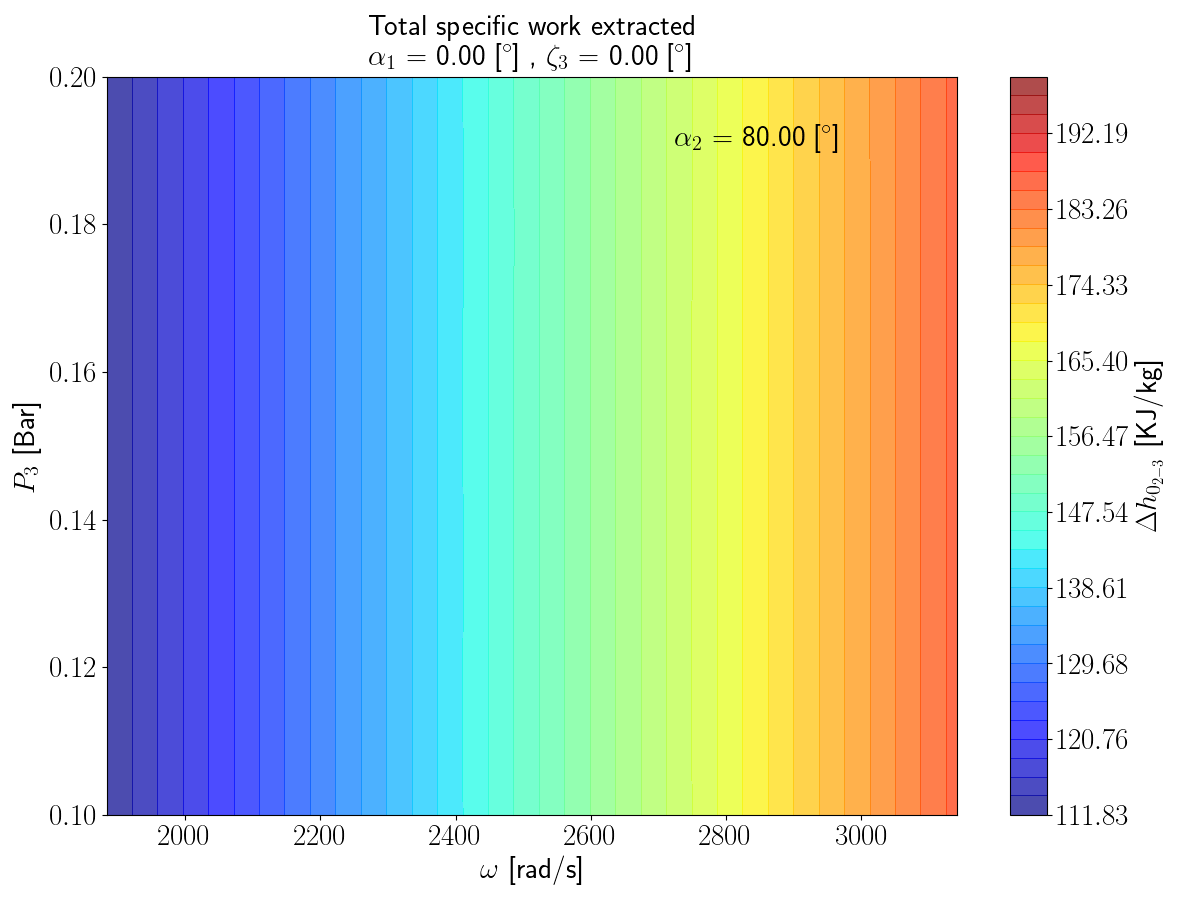 Total specific work extracted
α₁ = 0.00 [°] , ζ₃ = 0.00 [°]
α₂ = 80.00 [°]
0.20
0.18
0.16
0.14
0.12
0.10
P₃ [Bar]
2000 2200 2400 2600 2800 3000
ω [rad/s]
192.19
183.26
174.33
165.40
156.47
147.54
138.61
129.68
120.76
111.83
Δh₀₂₋₃ [KJ/kg]